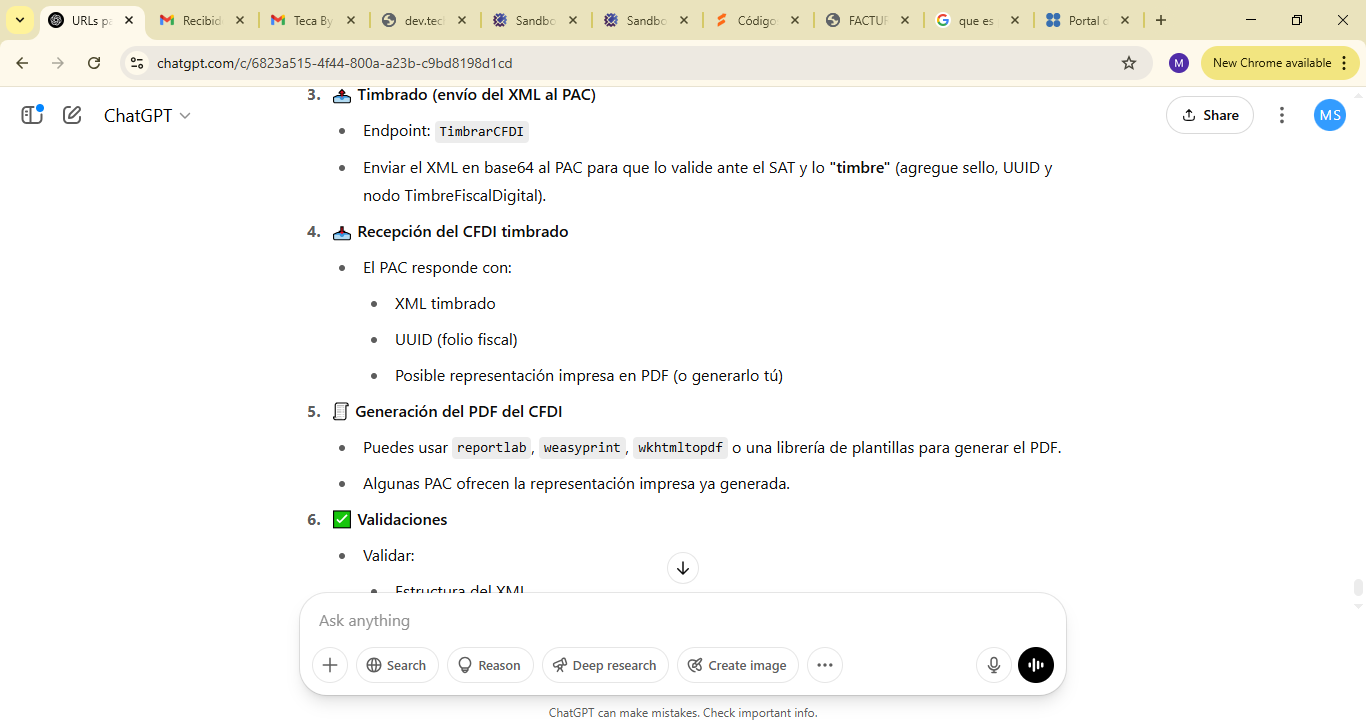 URLs pa
Recibid
Teca By
dev.tec
Sandbo
Sandbo
Código
FACTUF
que es
Portal d
chatgpt.com/c/6823a515-4f44-800a-a23b-c9bd8198d1cd
M
New Chrome available
ChatGPT
Share
MS
3. Timbrado (envío del XML al PAC)
Endpoint: TimbrarCFDI
Enviar el XML en base64 al PAC para que lo valide ante el SAT y lo "timbre" (agregue sello, UUID y
nodo TimbreFiscalDigital).
4. Recepción del CFDI timbrado
El PAC responde con:
XML timbrado
UUID (folio fiscal)
Posible representación impresa en PDF (o generarlo tú)
5. Generación del PDF del CFDI
Puedes usar reportlab, weasyprint, wkhtmltopdf o una librería de plantillas para generar el PDF.
Algunas PAC ofrecen la representación impresa ya generada.
6. Validaciones
Validar:
Estructura del XML
Ask anything
Search
Reason
Deep research
Create image
ChatGPT can make mistakes. Check important info.